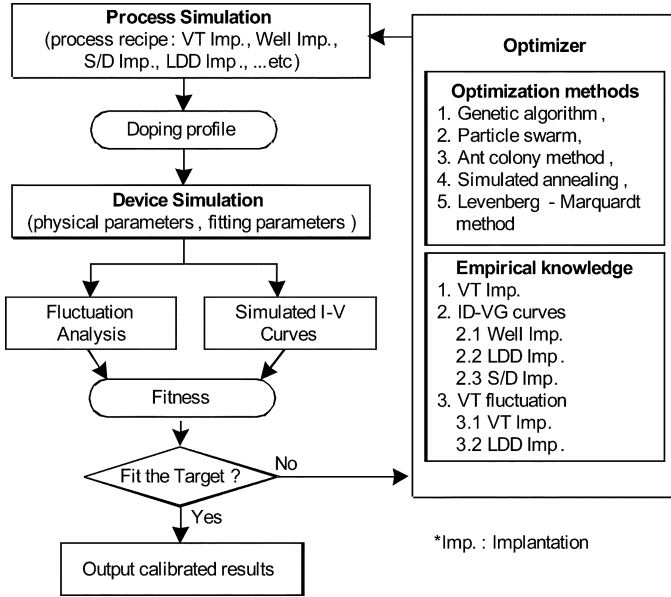 Process Simulation
(process recipe : VT Imp., Well Imp.,
S/D Imp., LDD Imp., ...etc)
Doping profile
Device Simulation
(physical parameters , fitting parameters )
Fluctuation
Analysis
Simulated I-V
Curves
Fitness
Fit the Target ?
No
Yes
Output calibrated results
Optimizer
Optimization methods
1. Genetic algorithm ,
2. Particle swarm,
3. Ant colony method ,
4. Simulated annealing ,
5. Levenberg - Marquardt
method
Empirical knowledge
1. VT Imp.
2. ID-VG curves
2.1 Well Imp.
2.2 LDD Imp.
2.3 S/D Imp.
3. VT fluctuation
3.1 VT Imp.
3.2 LDD Imp.
*Imp. : Implantation